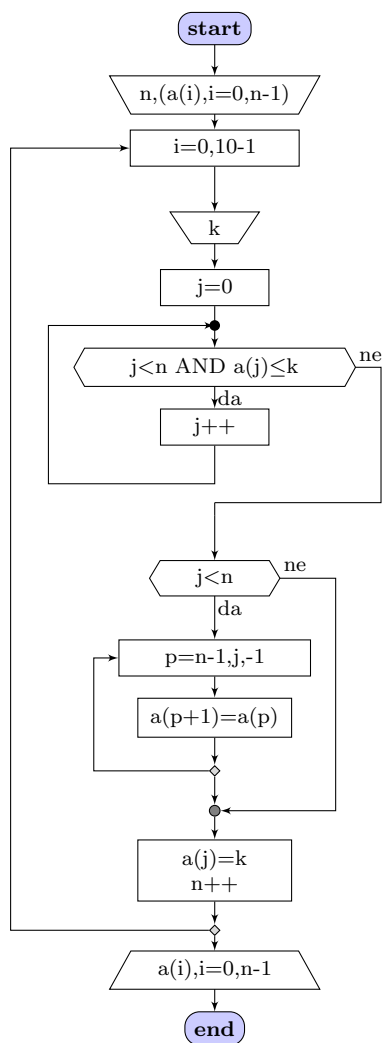 start
n,(a(i),i=0,n-1)
i=0,10-1
k
j=0
j<n AND a(j)≤k
ne
da
j++
j<n
ne
da
p=n-1,j,-1
a(p+1)=a(p)
a(j)=k
n++
a(i),i=0,n-1
end